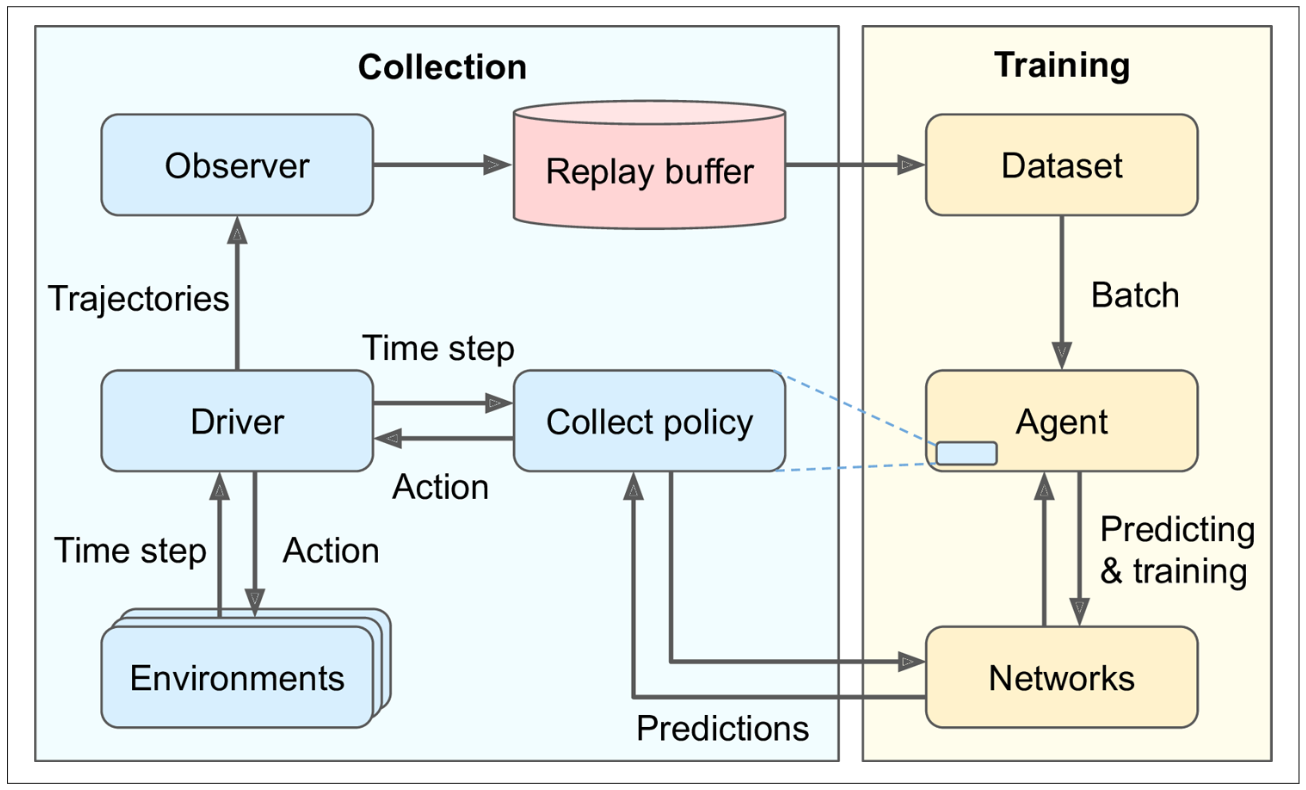 Collection
Training
Observer
Replay buffer
Dataset
Trajectories
Batch
Time step
Driver
Collect policy
Agent
Action
Time step
Action
Predicting
& training
Environments
Networks
Predictions